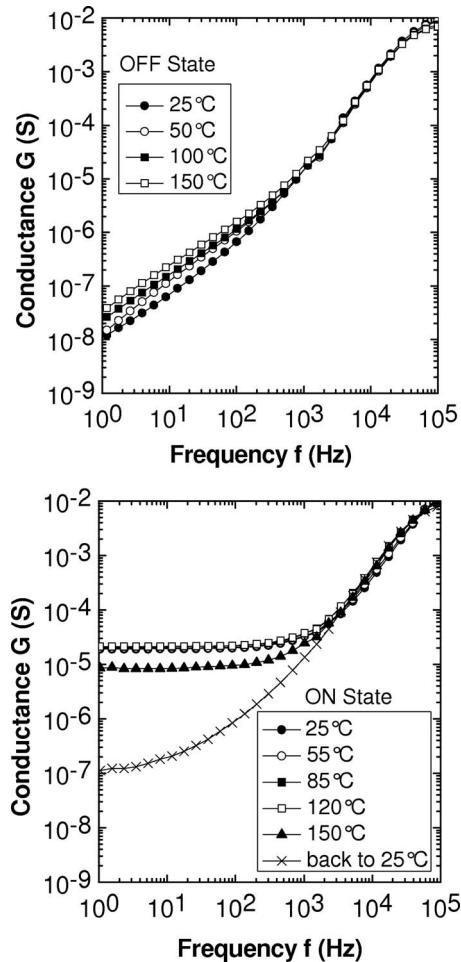 10⁻²
10⁻³
10⁻⁴
10⁻⁵
10⁻⁶
10⁻⁷
10⁻⁸
10⁻⁹
Conductance G (S)
OFF State
25°C
50°C
100°C
150°C
10⁰ 10¹ 10² 10³ 10⁴ 10⁵
Frequency f (Hz)
10⁻²
10⁻³
10⁻⁴
10⁻⁵
10⁻⁶
10⁻⁷
10⁻⁸
10⁻⁹
Conductance G (S)
ON State
25°C
55°C
85°C
120°C
150°C
back to 25°C
10⁰ 10¹ 10² 10³ 10⁴ 10⁵
Frequency f (Hz)